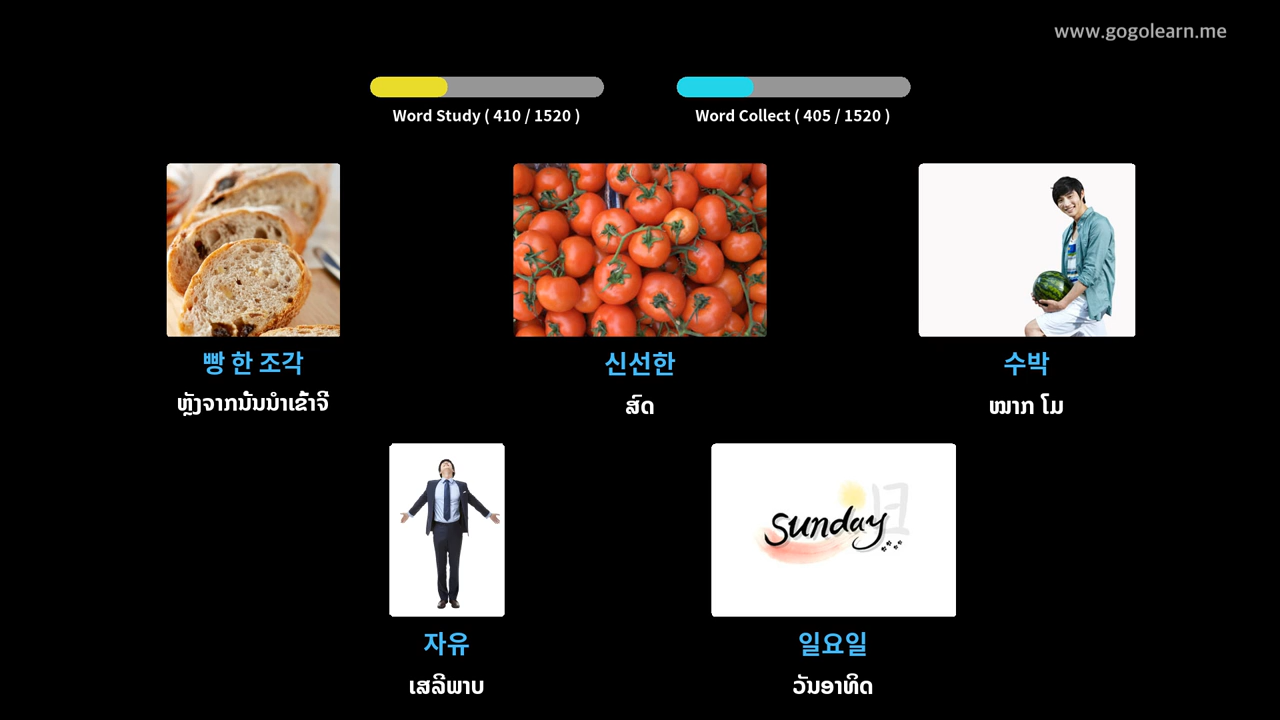 www.gogolearn.me
Word Study ( 410 / 1520 )
Word Collect ( 405 / 1520 )
빵 한 조각
ຫຼັງຈາກນັ້ນນຳເຂົ້າຈີ
신선한
ສົດ
수박
ໝາກ ໂມ
Sunday
일
자유
ເສລີພາບ
일요일
ວັນອາທິດ